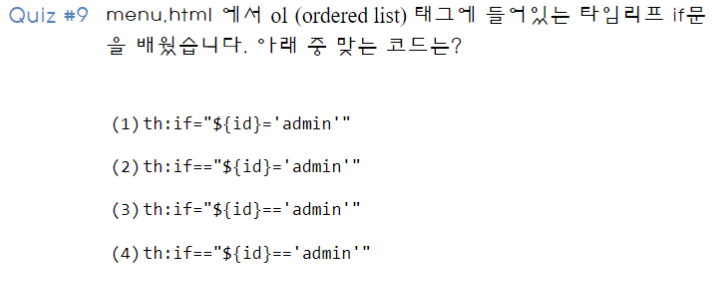 Quiz #9 menu.html 에서 ol (ordered list) 태그에 들어있는 타임리프 if문
을 배웠습니다. 아래 중 맞는 코드는?
(1) th:if="${id}='admin'"
(2) th:if=="${id}='admin'"
(3) th:if="${id}=='admin'"
(4) th:if=="${id}=='admin'"